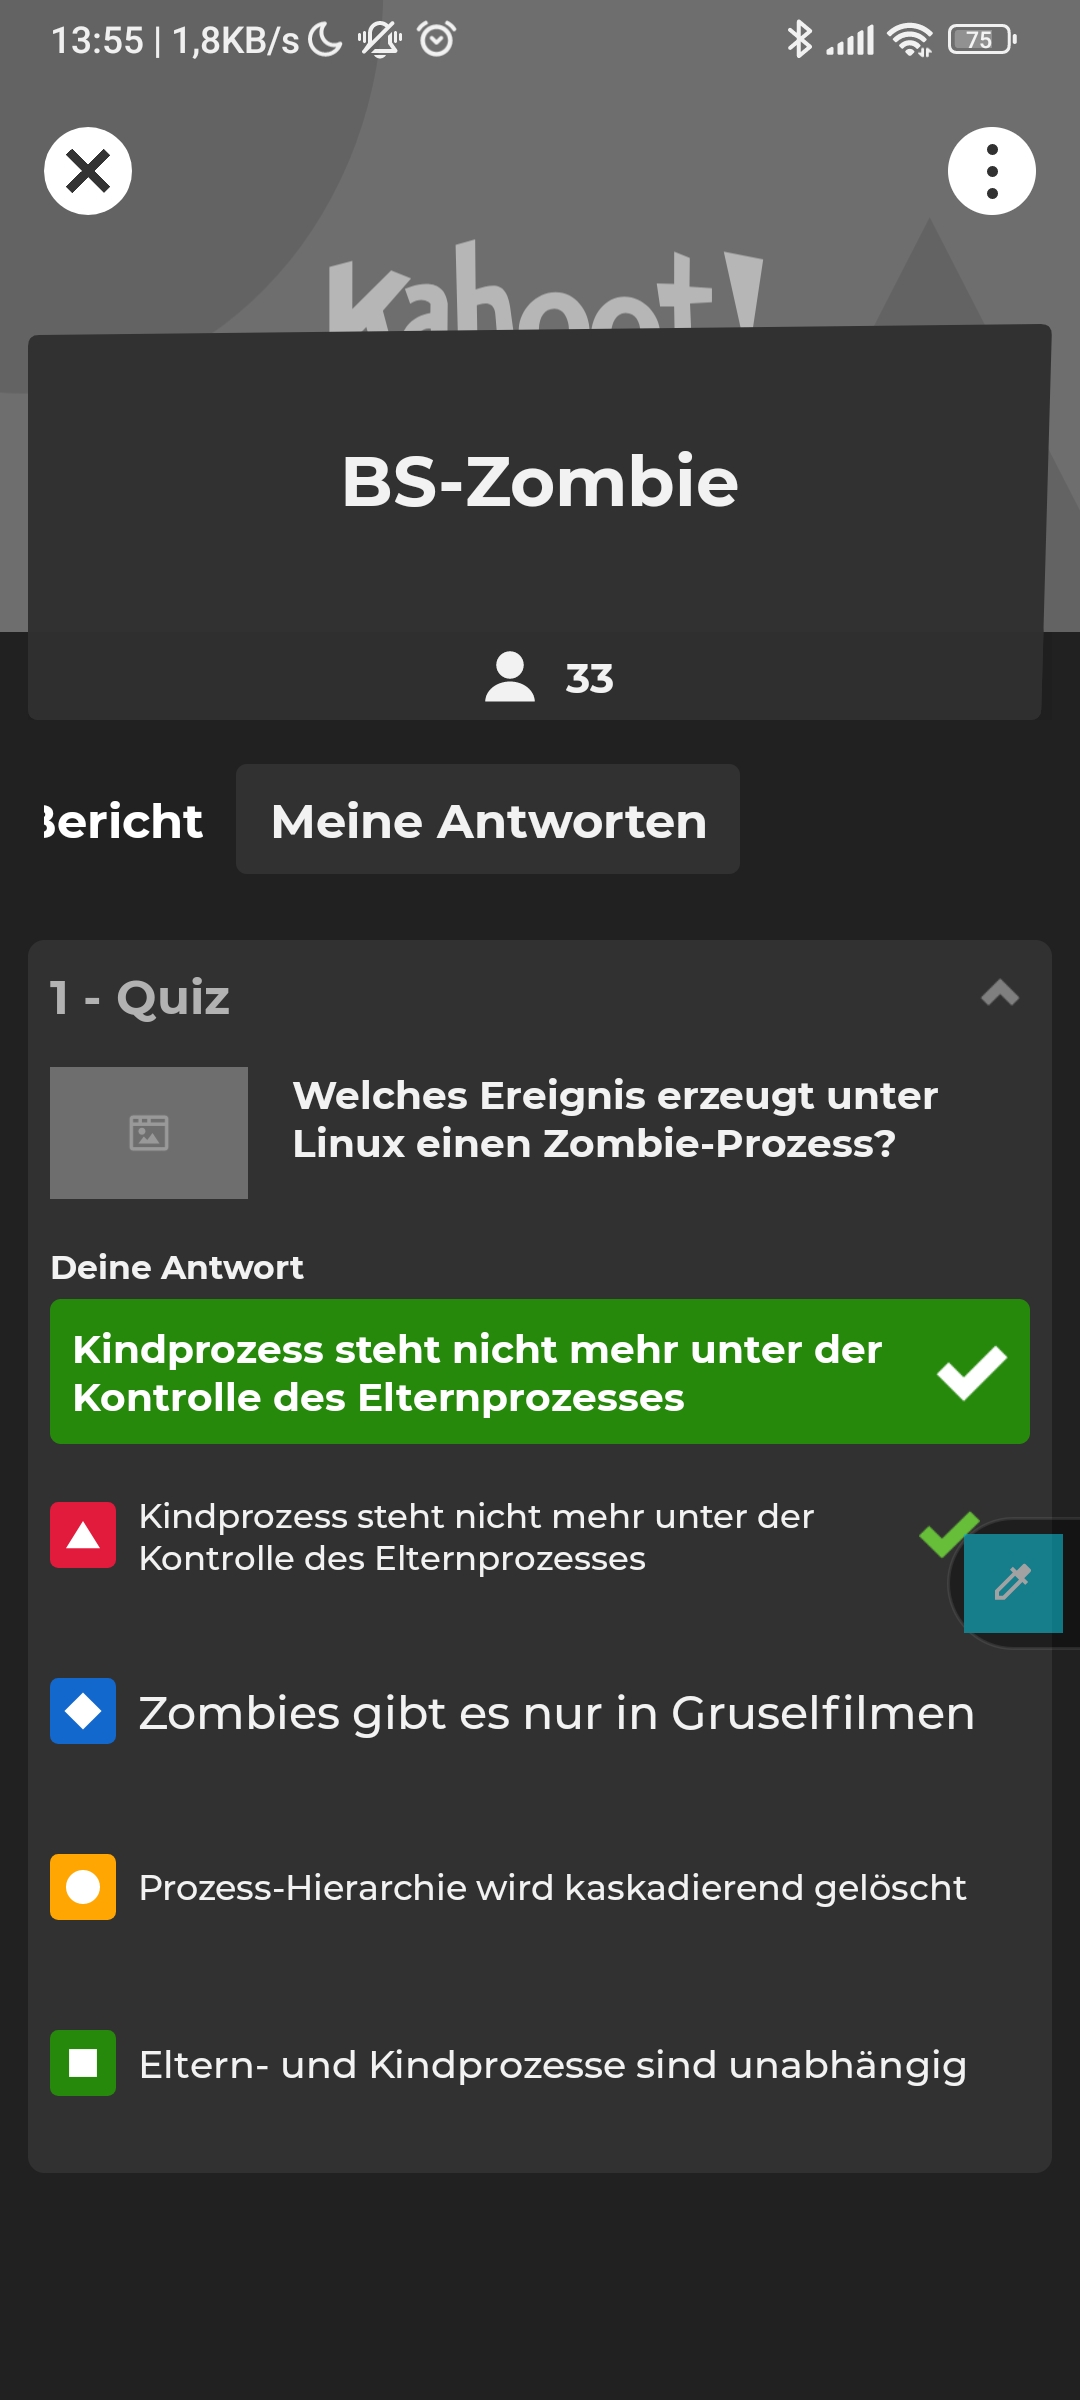 13:55 | 1,8KB/s
75
Kahoot!
BS-Zombie
33
Bericht
Meine Antworten
1 - Quiz
Welches Ereignis erzeugt unter
Linux einen Zombie-Prozess?
Deine Antwort
Kindprozess steht nicht mehr unter der
Kontrolle des Elternprozesses
Kindprozess steht nicht mehr unter der
Kontrolle des Elternprozesses
Zombies gibt es nur in Gruselfilmen
Prozess-Hierarchie wird kaskadierend gelöscht
Eltern- und Kindprozesse sind unabhängig